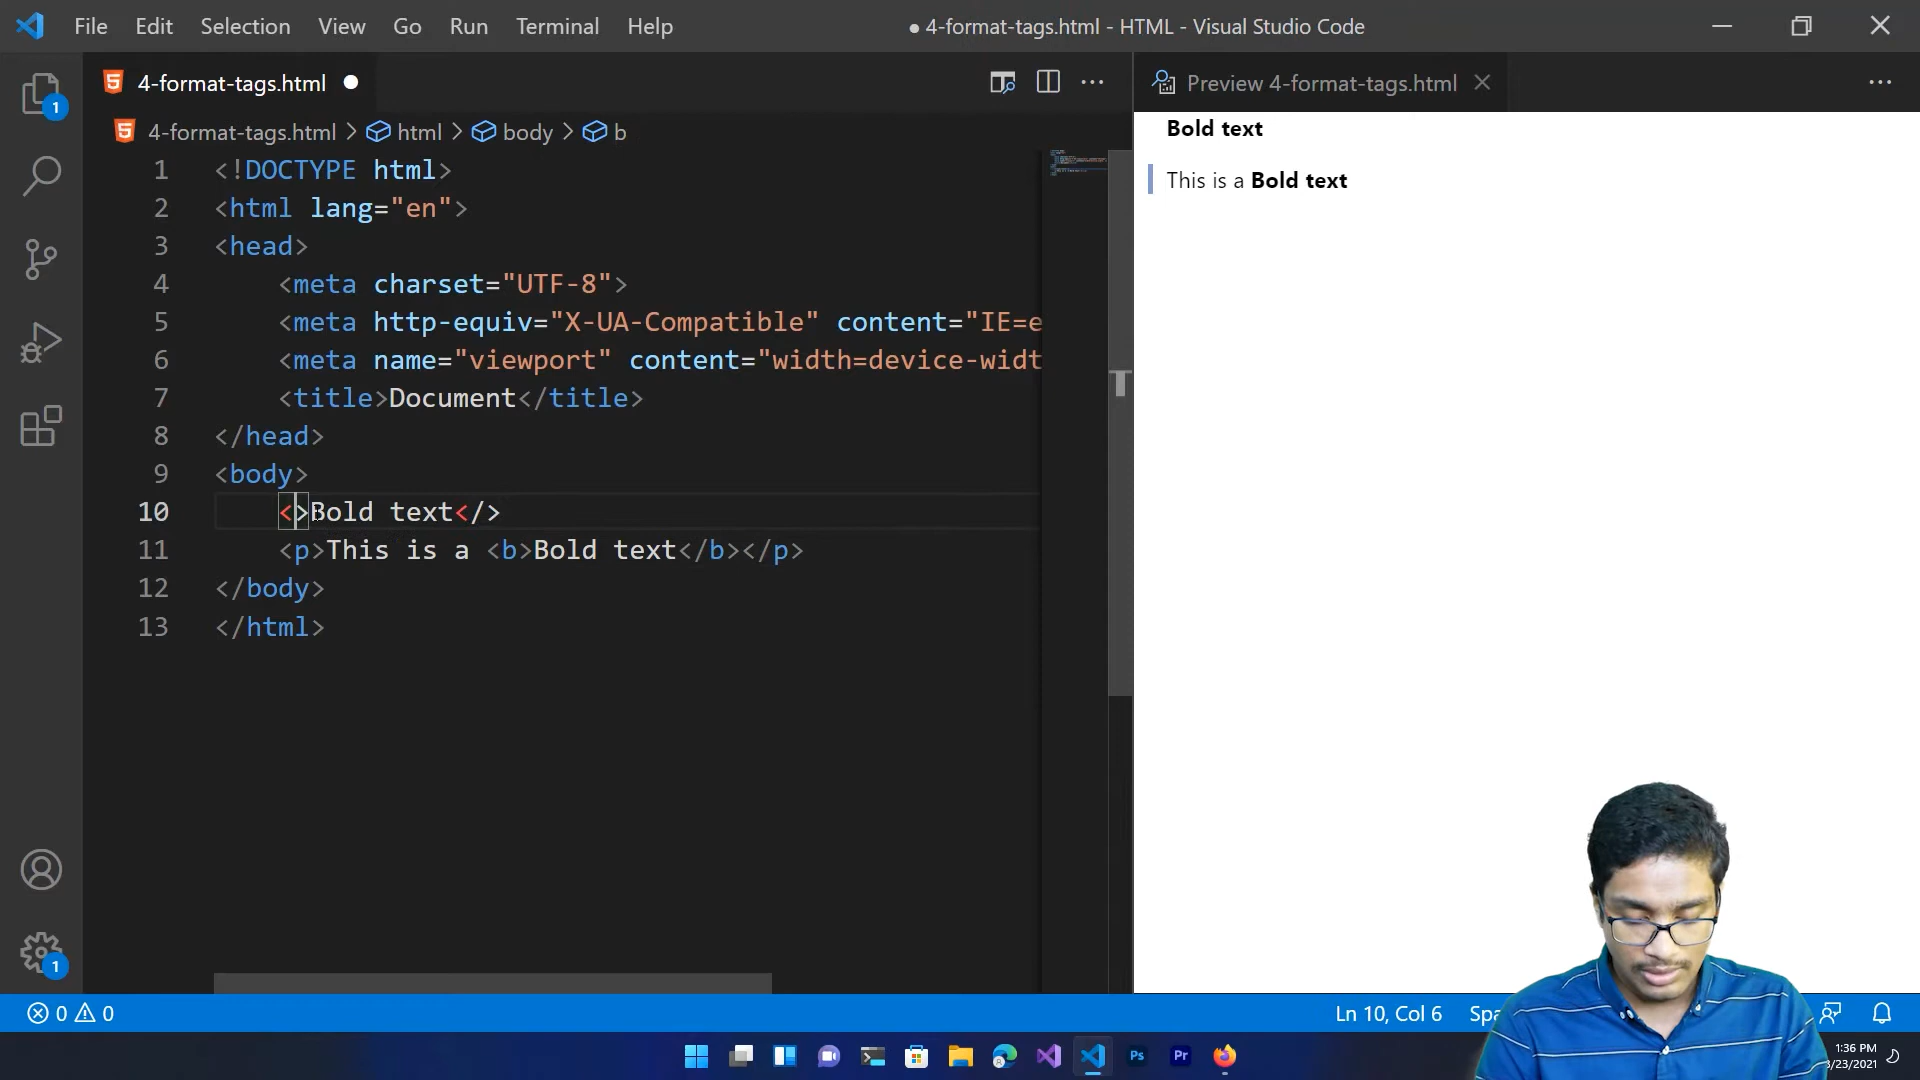 File Edit Selection View Go Run Terminal Help
● 4-format-tags.html - HTML - Visual Studio Code
4-format-tags.html
Preview 4-format-tags.html
4-format-tags.html > html > body > b
1 <!DOCTYPE html>
2 <html lang="en">
3 <head>
4 <meta charset="UTF-8">
5 <meta http-equiv="X-UA-Compatible" content="IE=e
6 <meta name="viewport" content="width=device-widt
7 <title>Document</title>
8 </head>
9 <body>
10 <>Bold text</>
11 <p>This is a <b>Bold text</b></p>
12 </body>
13 </html>
Bold text
This is a Bold text
1
1
0 0
Ln 10, Col 6
Spa
Ps
Pr
1:36 PM
/23/2021